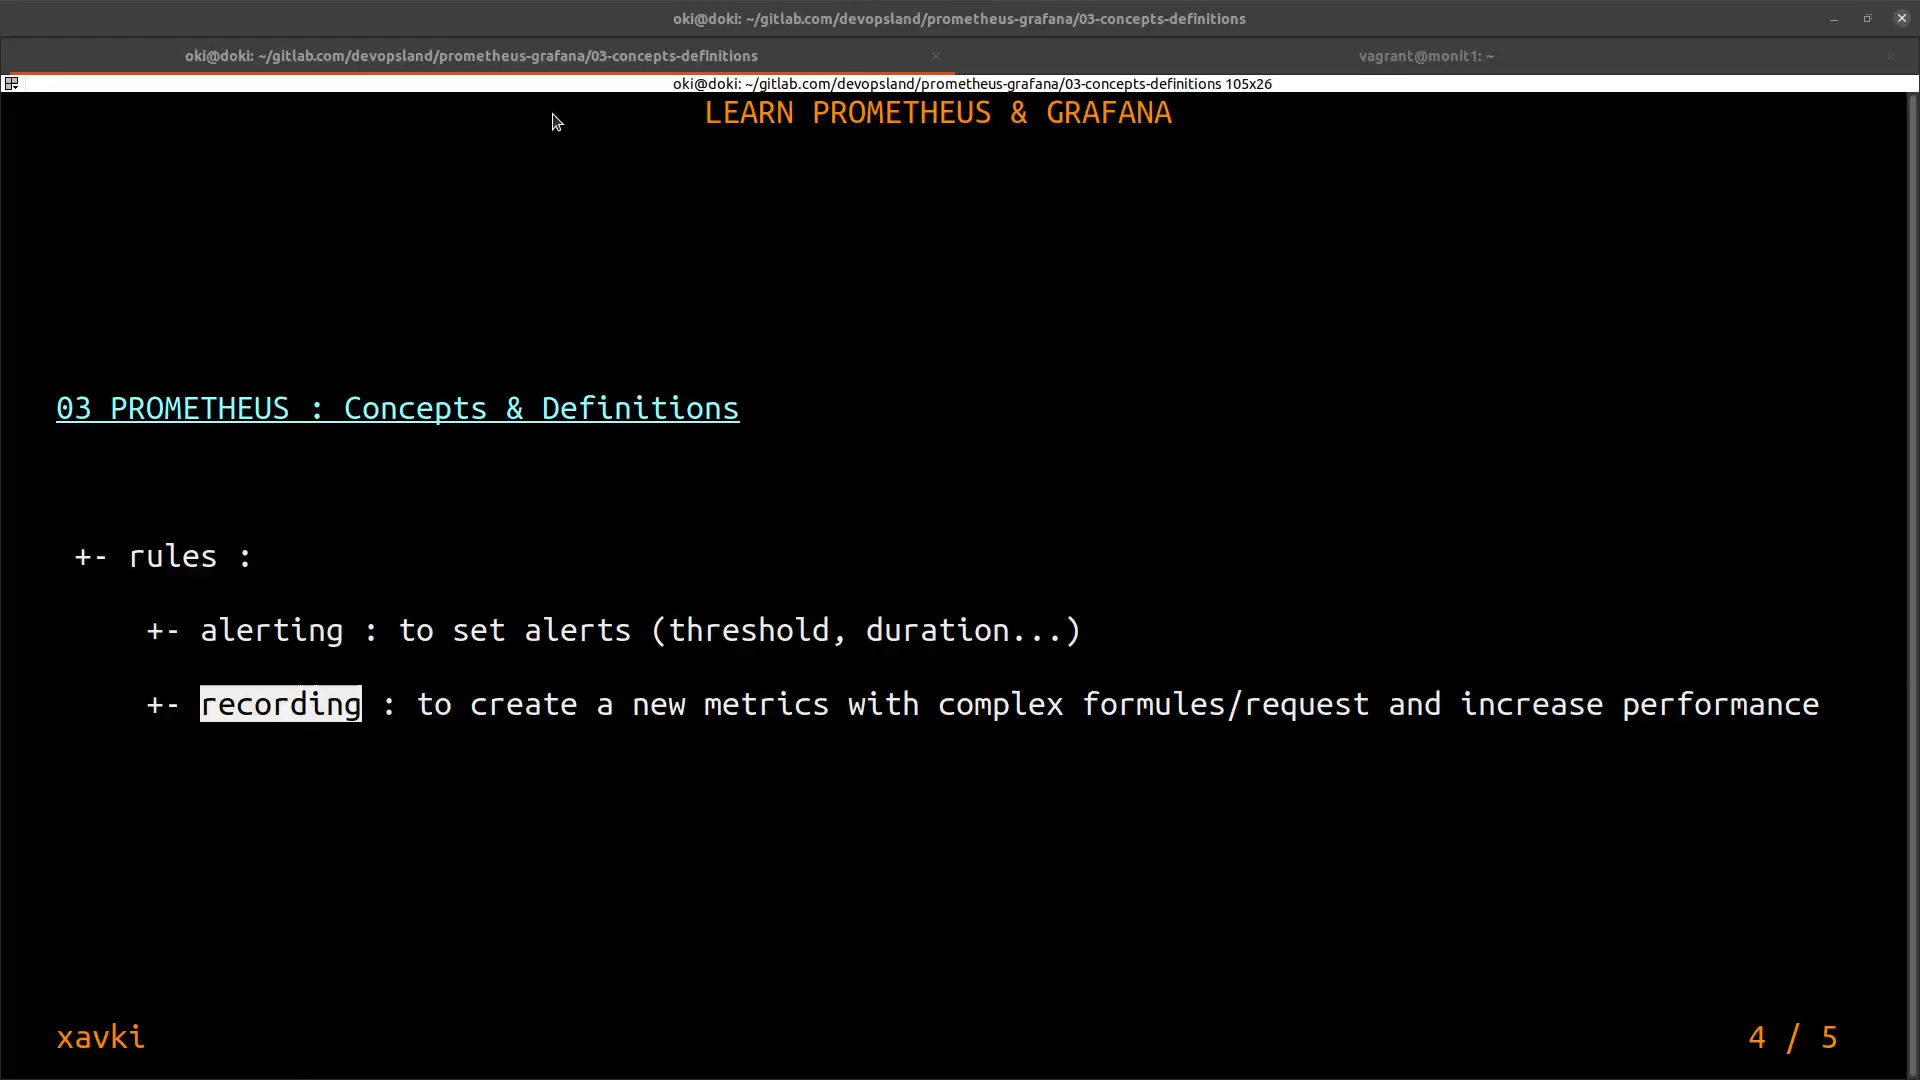 oki@doki: ~/gitlab.com/devopsland/prometheus-grafana/03-concepts-definitions
oki@doki: ~/gitlab.com/devopsland/prometheus-grafana/03-concepts-definitions
vagrant@monit1: ~
oki@doki: ~/gitlab.com/devopsland/prometheus-grafana/03-concepts-definitions 105x26
LEARN PROMETHEUS & GRAFANA
03 PROMETHEUS : Concepts & Definitions
+- rules :
+- alerting : to set alerts (threshold, duration...)
+- recording : to create a new metrics with complex formules/request and increase performance
xavki
4 / 5